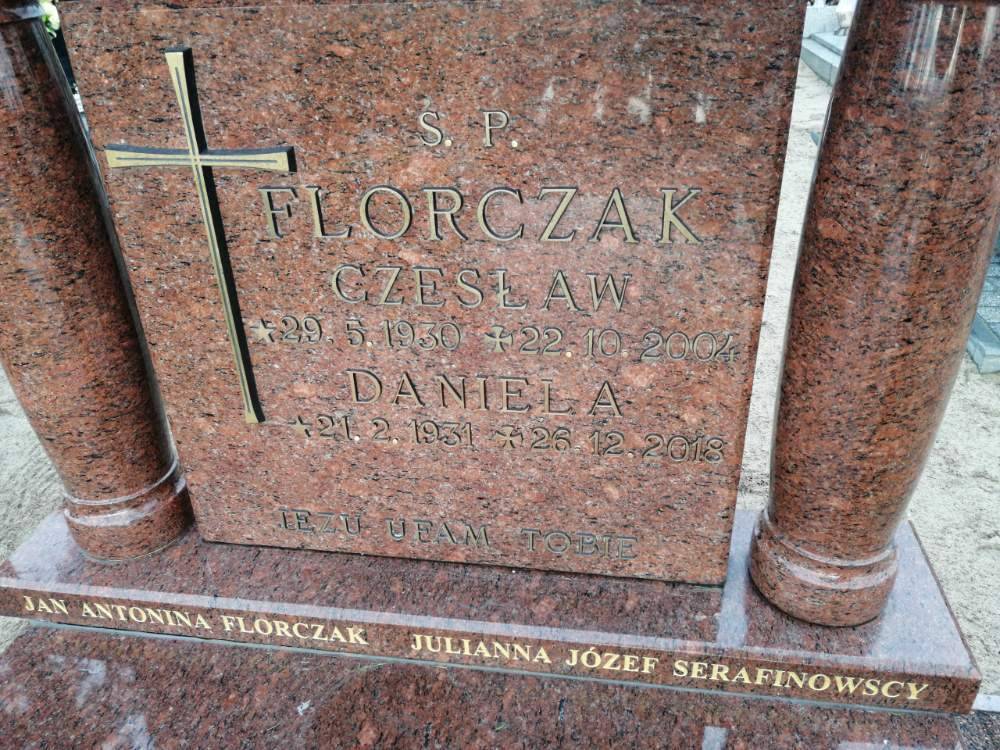 Ś. P.
FLORCZAK
CZESŁAW
29. 5. 1930 22. 10. 2004
DANIELA
21. 2. 1931 26. 12. 2018
JEZU UFAM TOBIE
JAN ANTONINA FLORCZAK JULIANNA JÓZEF SERAFINOWSCY